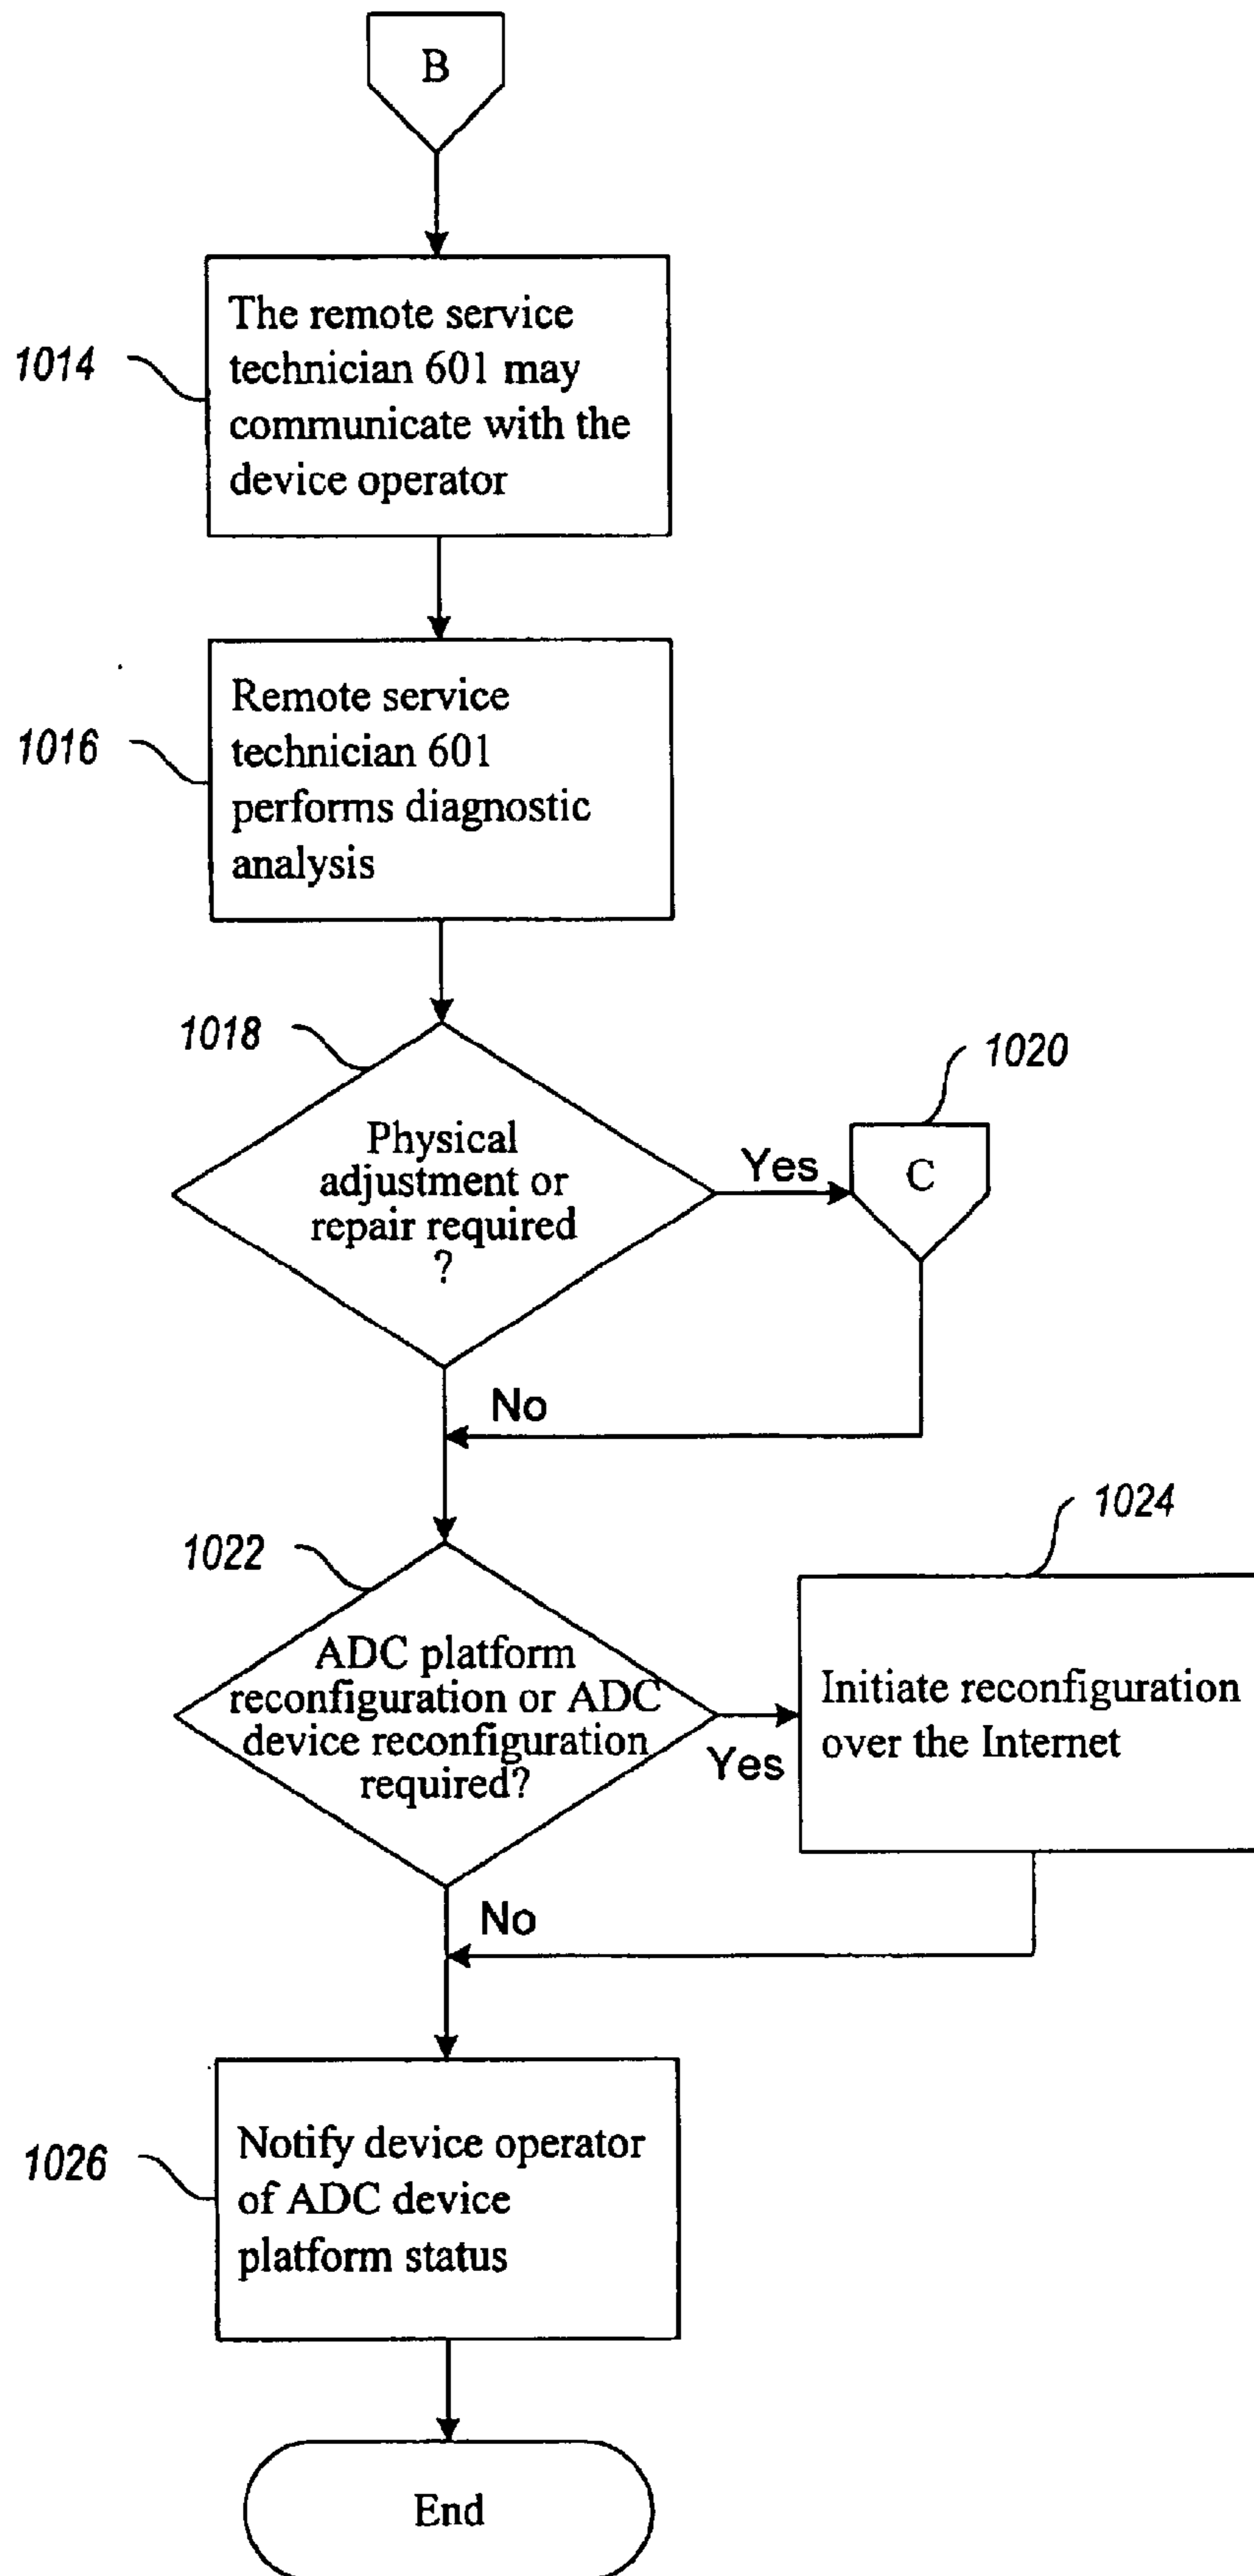 B
1014
The remote service
technician 601 may
communicate with the
device operator
1016
Remote service
technician 601
performs diagnostic
analysis
1018
Physical
adjustment or
repair required
?
Yes
1020
C
No
1022
ADC platform
reconfiguration or ADC
device reconfiguration
required?
Yes
1024
Initiate reconfiguration
over the Internet
No
1026
Notify device operator
of ADC device
platform status
End